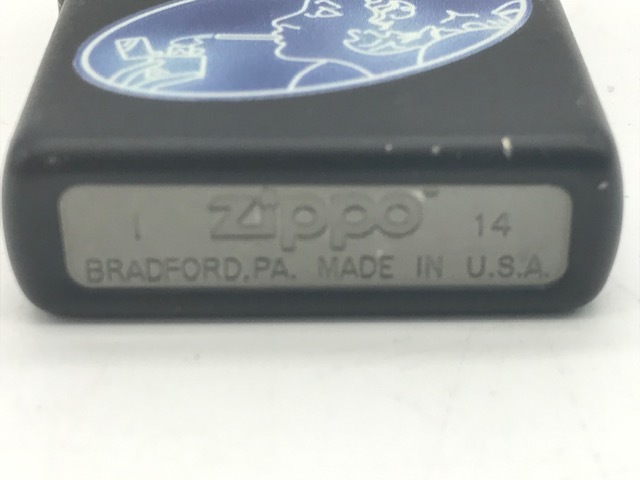 I zippo 14
BRADFORD,PA. MADE IN U.S.A.